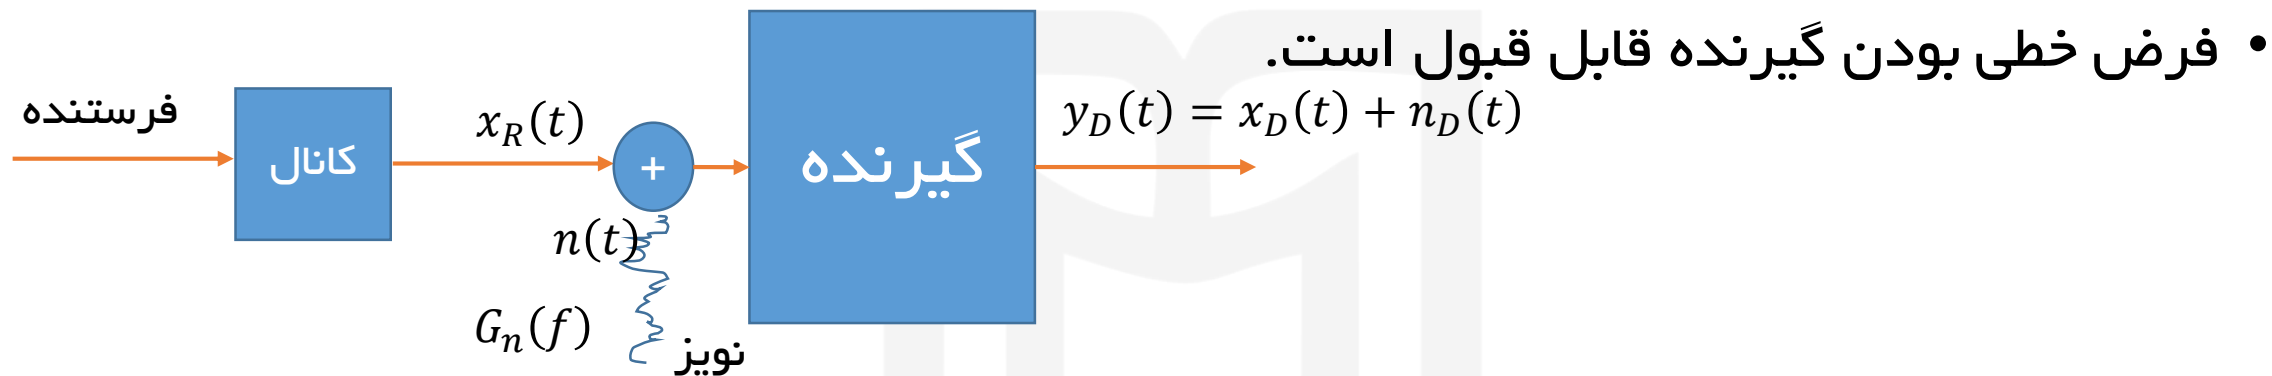 • فرض خطی بودن گیرنده قابل قبول است.
فرستنده
کانال
x_R(t)
+
n(t)
G_n(f)
نویز
گیرنده
y_D(t) = x_D(t) + n_D(t)